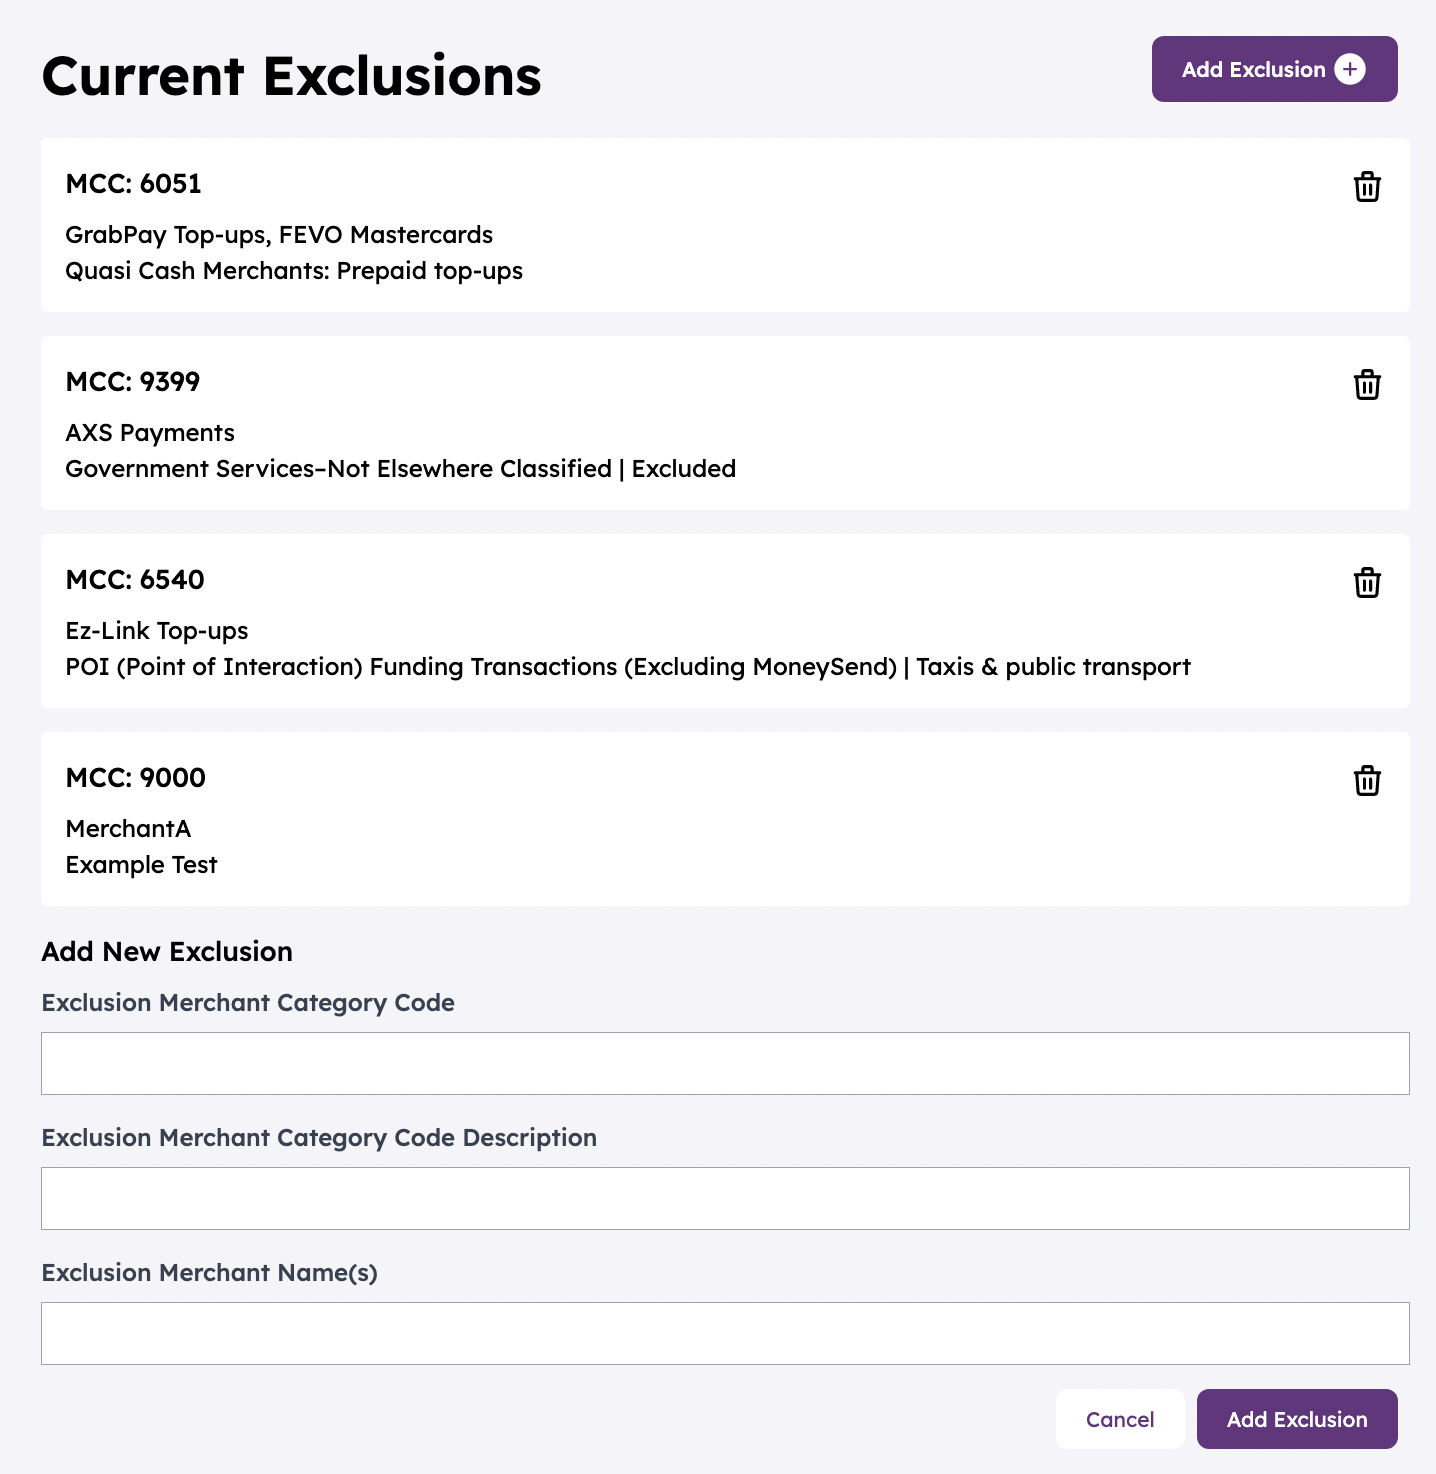 Current Exclusions
Add Exclusion
MCC: 6051
GrabPay Top-ups, FEVO Mastercards
Quasi Cash Merchants: Prepaid top-ups
MCC: 9399
AXS Payments
Government Services–Not Elsewhere Classified | Excluded
MCC: 6540
Ez-Link Top-ups
POI (Point of Interaction) Funding Transactions (Excluding MoneySend) | Taxis & public transport
MCC: 9000
MerchantA
Example Test
Add New Exclusion
Exclusion Merchant Category Code
Exclusion Merchant Category Code Description
Exclusion Merchant Name(s)
Cancel
Add Exclusion